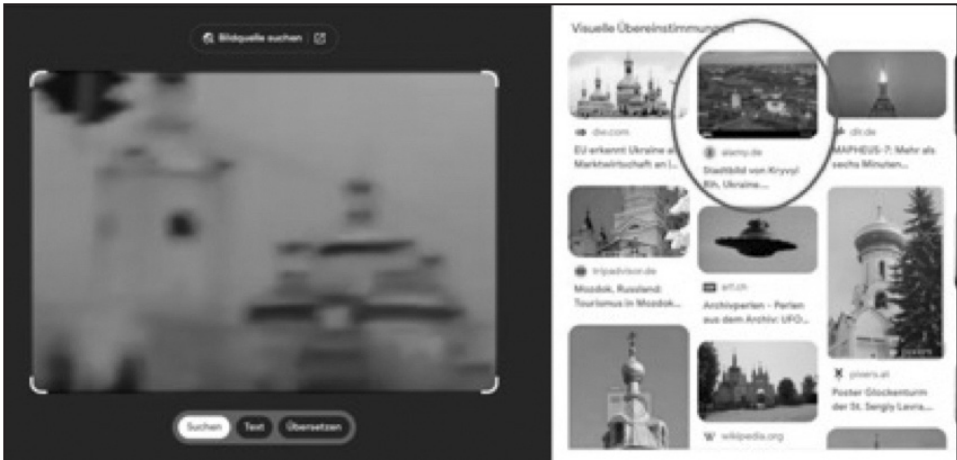 Bildquelle suchen
Suchen
Text
Übersetzen
Visuelle Übereinstimmungen
dw.com
EU erkennt Ukraine als
Marktwirtschaft an |...
alamy.de
Stadtbild von Kryvyi
Rih, Ukraine....
dlr.de
MAPHEUS-7: Mehr als
sechs Minuten...
tripadvisor.de
Mozdok, Russland:
Tourismus in Mozdok...
srf.ch
Archivperlen - Perlen
aus dem Archiv: UFO...
pixers.at
Poster Glockenturm
der St. Sergiy Lavra....
W wikipedia.org